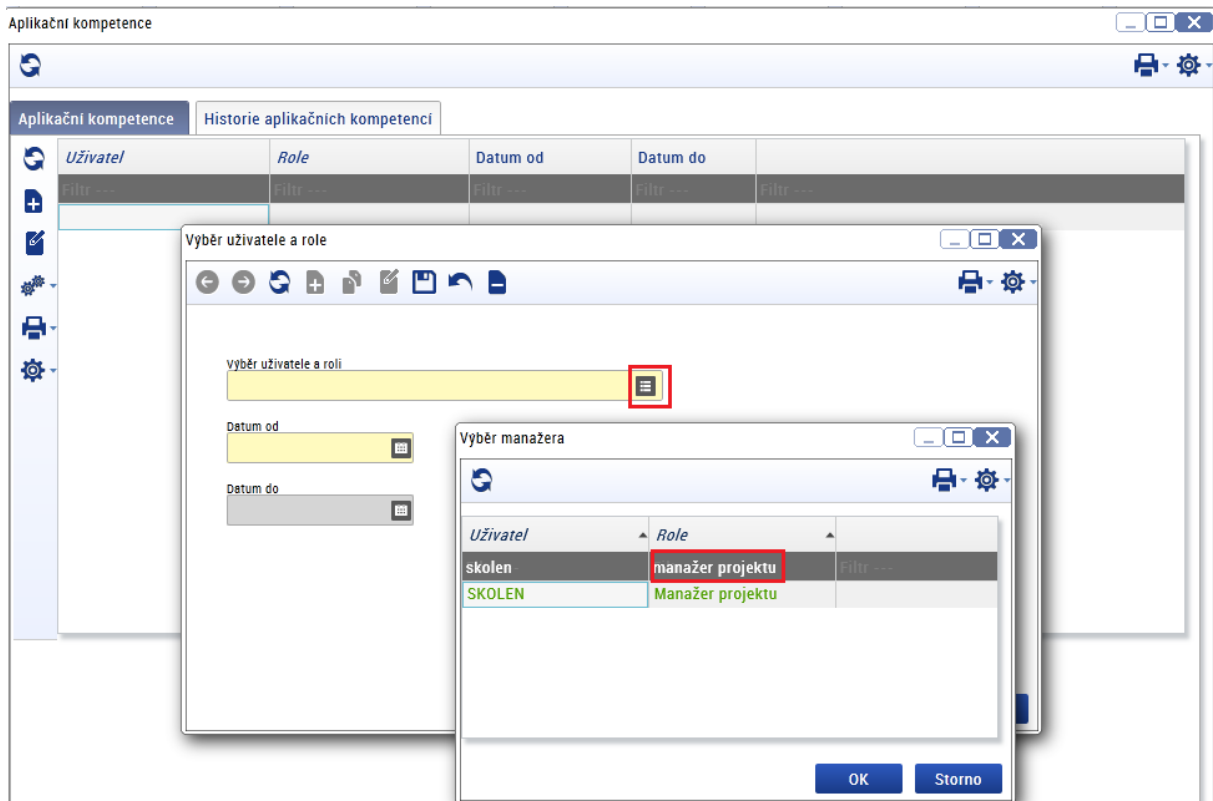 Aplikační kompetence
Aplikační kompetence
Historie aplikačních kompetencí
Uživatel Role Datum od Datum do
Filtr --- Filtr --- Filtr --- Filtr --- Filtr ---
Výběr uživatele a role
Výběr uživatele a roli
Datum od
Datum do
Výběr manažera
Uživatel Role
skolen manažer projektu Filtr ---
SKOLEN Manažer projektu
OK Storno